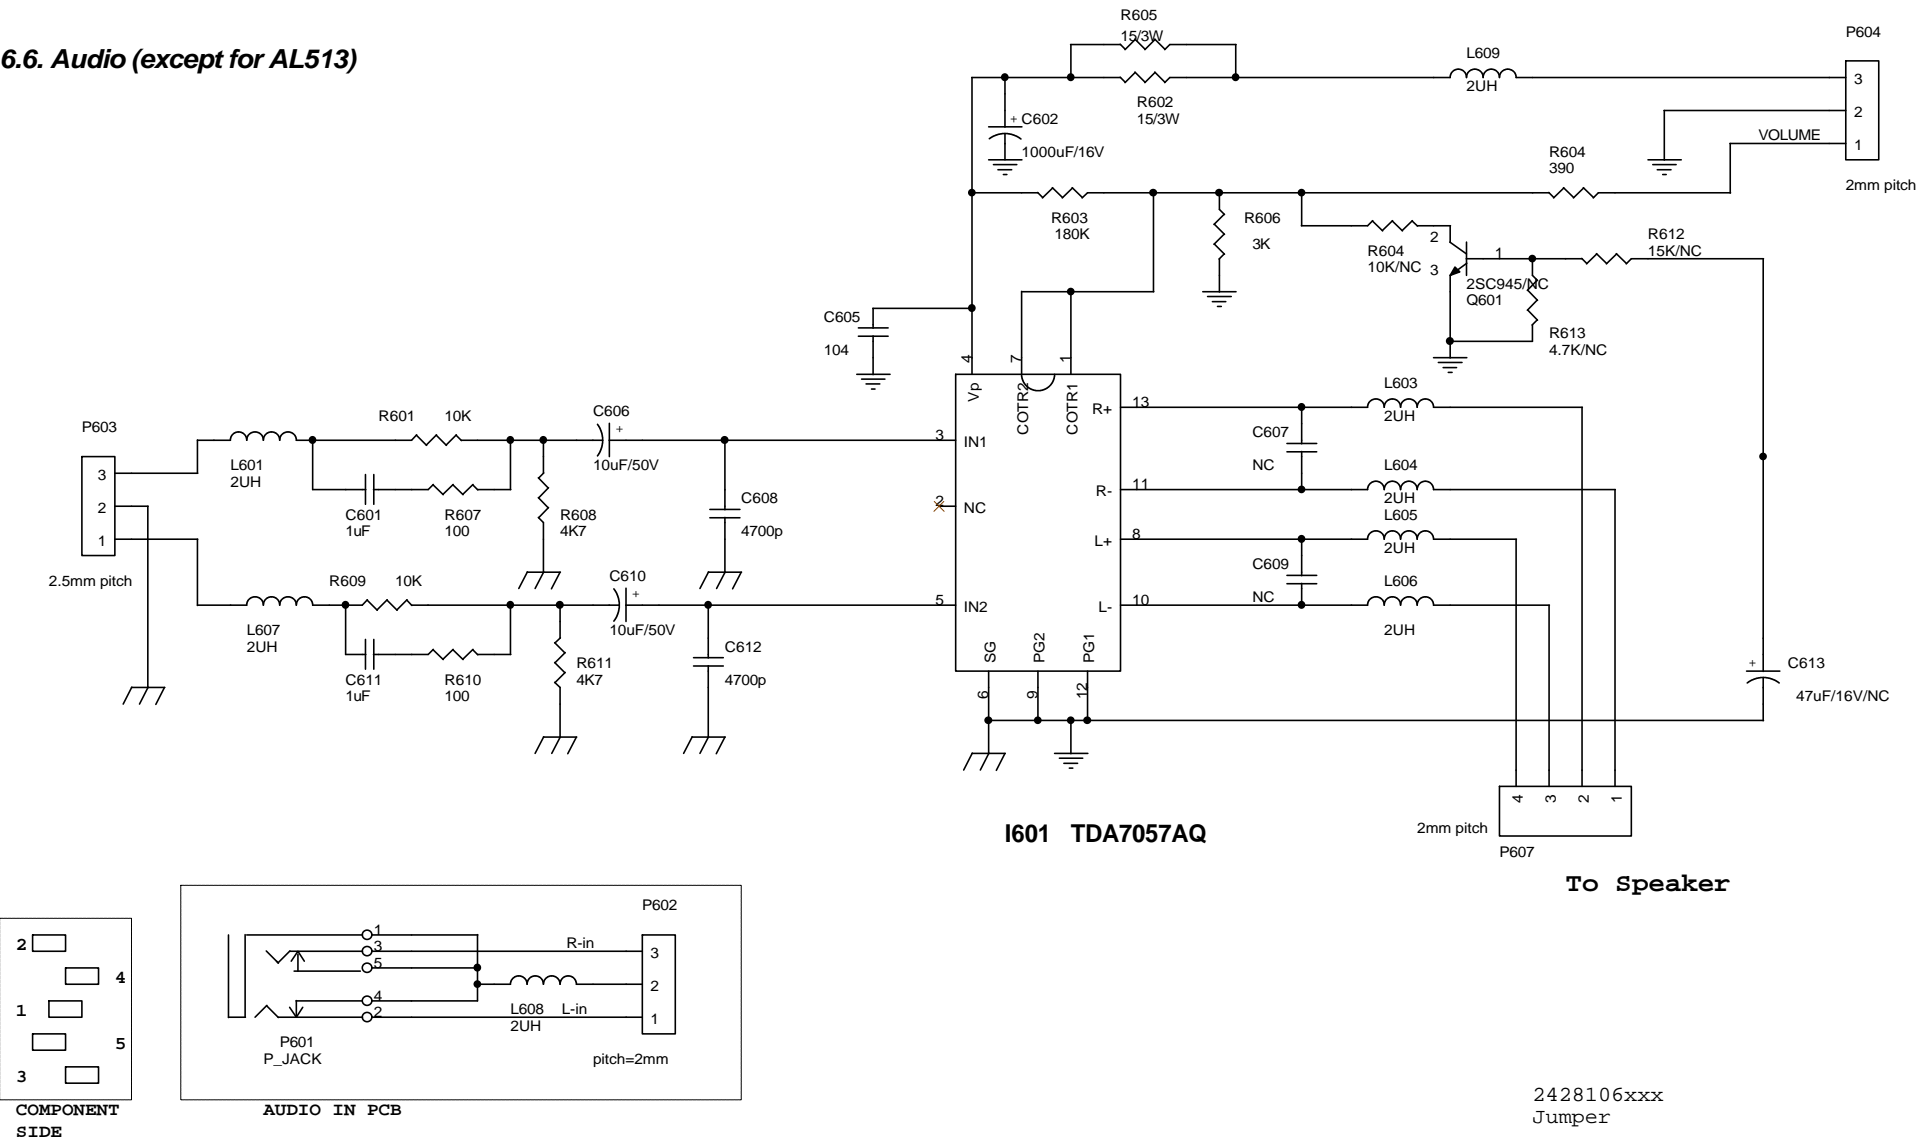 6.6. Audio (except for AL513)
R605
15/3W
R602
15/3W
L609
2UH
P604
3
2
1
VOLUME
2mm pitch
+
C602
1000uF/16V
R604
390
R603
180K
R606
3K
R604
10K/NC
2
3
1
2SC945/NC
Q601
R612
15K/NC
R613
4.7K/NC
C605
104
4
7
1
Vp
COTR2
COTR1
P603
3
2
1
2.5mm pitch
L601
2UH
R601
10K
C601
1uF
R607
100
C606
+
10uF/50V
R608
4K7
C608
4700p
3
IN1
2
NC
5
IN2
R+
13
R-
11
L+
8
L-
10
SG
PG2
PG1
6
9
12
C607
NC
C609
NC
L603
2UH
L604
2UH
L605
2UH
L606
2UH
L607
2UH
R609
10K
C611
1uF
R610
100
C610
+
10uF/50V
R611
4K7
C612
4700p
+
C613
47uF/16V/NC
I601 TDA7057AQ
4
3
2
1
2mm pitch
P607
To Speaker
2
4
1
5
3
COMPONENT
SIDE
P602
1
3
5
4
2
R-in
L608
2UH
L-in
3
2
1
P601
P_JACK
pitch=2mm
AUDIO IN PCB
2428106xxx
Jumper